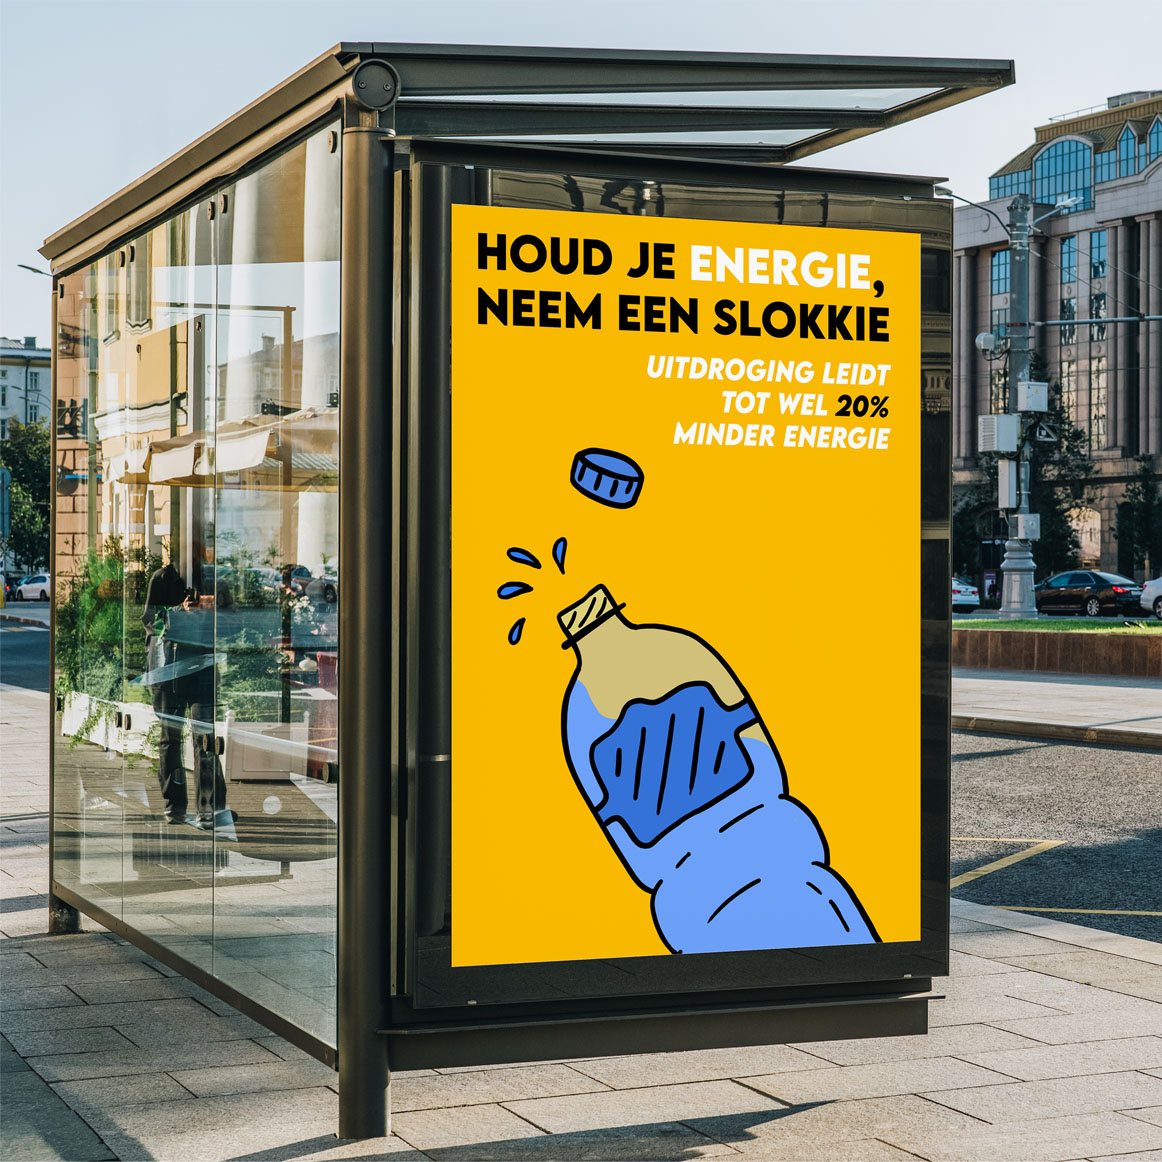 HOUD JE ENERGIE,
NEEM EEN SLOKKIE
UITDROGING LEIDT
TOT WEL 20%
MINDER ENERGIE